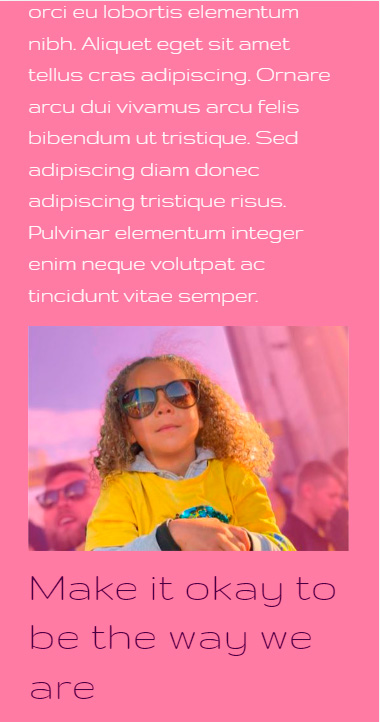 orci eu lobortis elementum
nibh. Aliquet eget sit amet
tellus cras adipiscing. Ornare
arcu dui vivamus arcu felis
bibendum ut tristique. Sed
adipiscing diam donec
adipiscing tristique risus.
Pulvinar elementum integer
enim neque volutpat ac
tincidunt vitae semper.
Make it okay to
be the way we
are